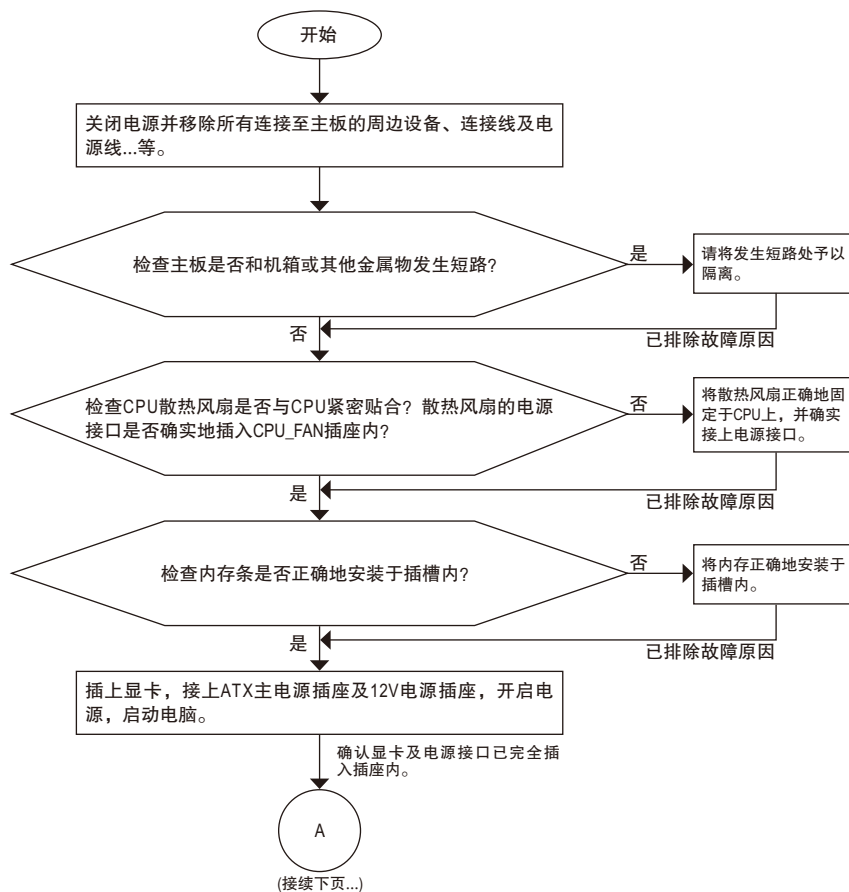 开始
关闭电源并移除所有连接至主板的周边设备、连接线及电
源线...等。
检查主板是否和机箱或其他金属物发生短路?
是
请将发生短路处予以
隔离。
否
已排除故障原因
检查CPU散热风扇是否与CPU紧密贴合? 散热风扇的电源
接口是否确实地插入CPU_FAN插座内?
否
将散热风扇正确地固
定于CPU上，并确实
接上电源接口。
是
已排除故障原因
检查内存条是否正确地安装于插槽内?
否
将内存正确地安装于
插槽内。
是
已排除故障原因
插上显卡，接上ATX主电源插座及12V电源插座，开启电
源，启动电脑。
确认显卡及电源接口已完全插
入插座内。
A
(接续下页...)